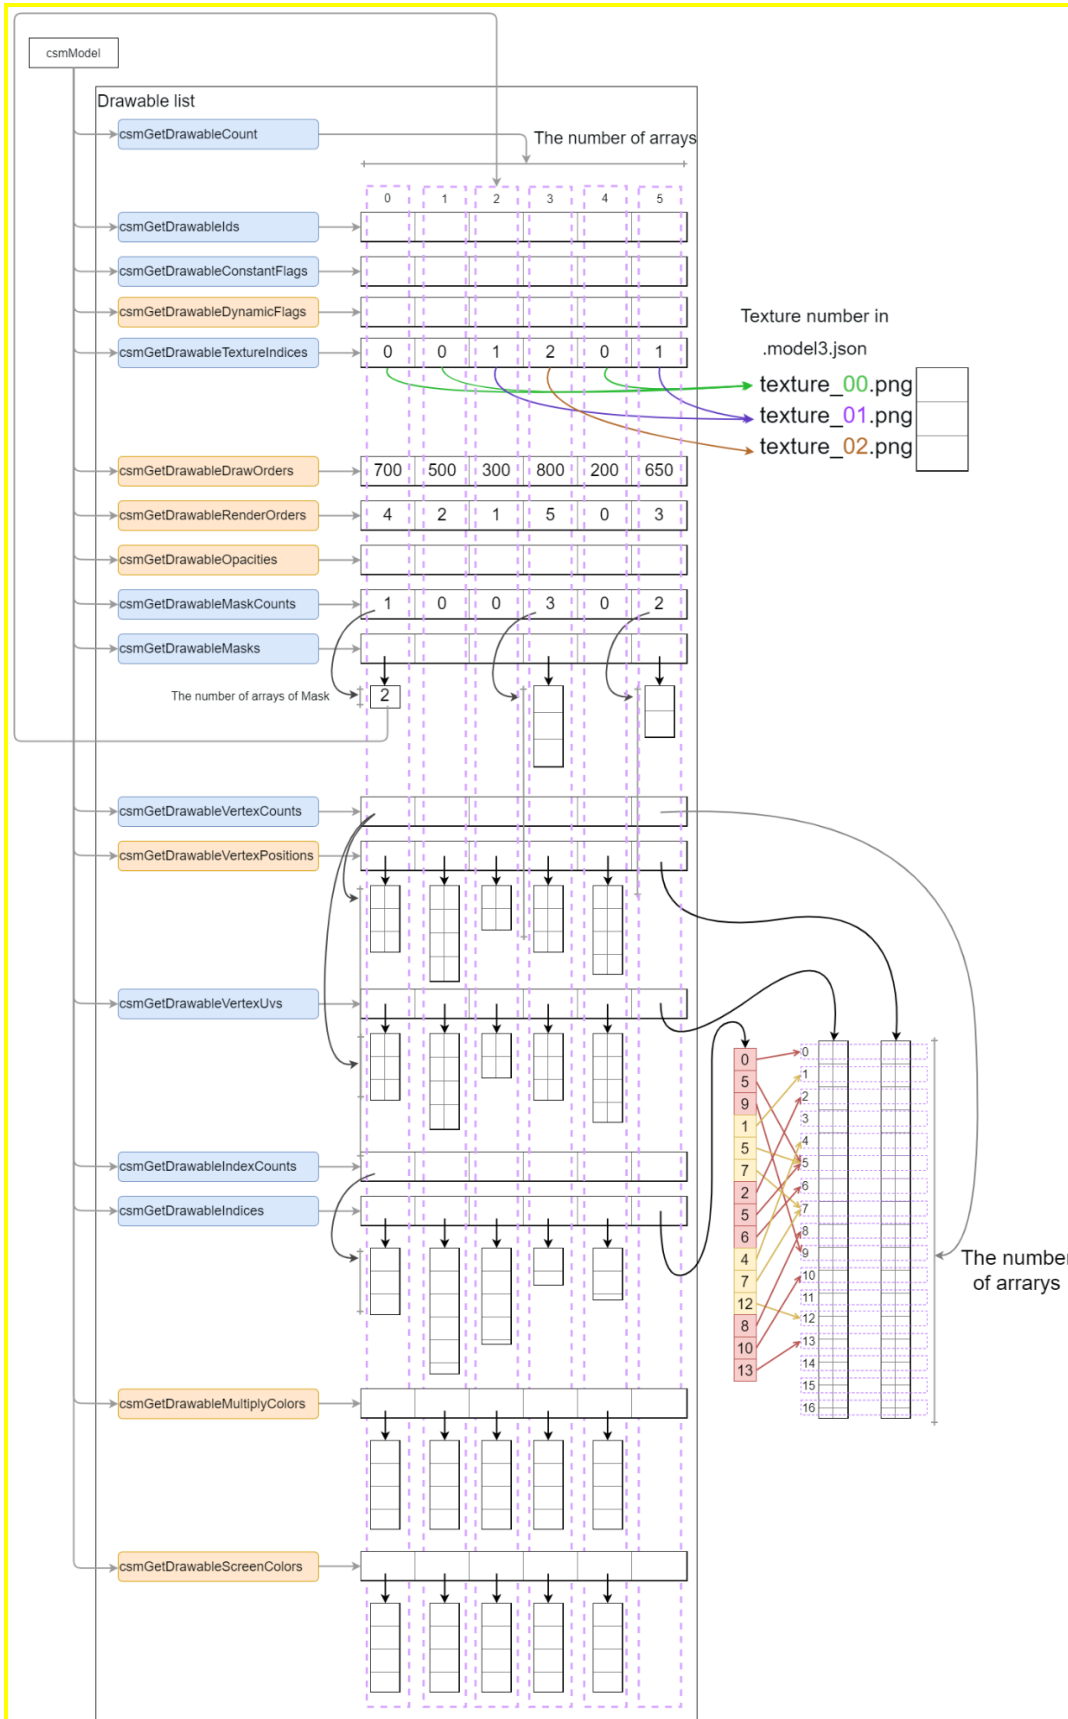 csmModel
Drawable list
csmGetDrawableCount
The number of arrays
0 1 2 3 4 5
csmGetDrawableIds
csmGetDrawableConstantFlags
csmGetDrawableDynamicFlags
Texture number in
.model3.json
csmGetDrawableTextureIndices
0 0 1 2 0 1
texture_00.png
texture_01.png
texture_02.png
csmGetDrawableDrawOrders
700 500 300 800 200 650
csmGetDrawableRenderOrders
4 2 1 5 0 3
csmGetDrawableOpacities
csmGetDrawableMaskCounts
1 0 0 3 0 2
csmGetDrawableMasks
The number of arrays of Mask
2
csmGetDrawableVertexCounts
csmGetDrawableVertexPositions
csmGetDrawableVertexUvs
csmGetDrawableIndexCounts
csmGetDrawableIndices
0
5
9
1
5
7
2
5
6
4
7
12
8
10
13
0
1
2
3
4
5
6
7
8
9
10
11
12
13
14
15
16
The number
of ararrys
csmGetDrawableMultiplyColors
csmGetDrawableScreenColors